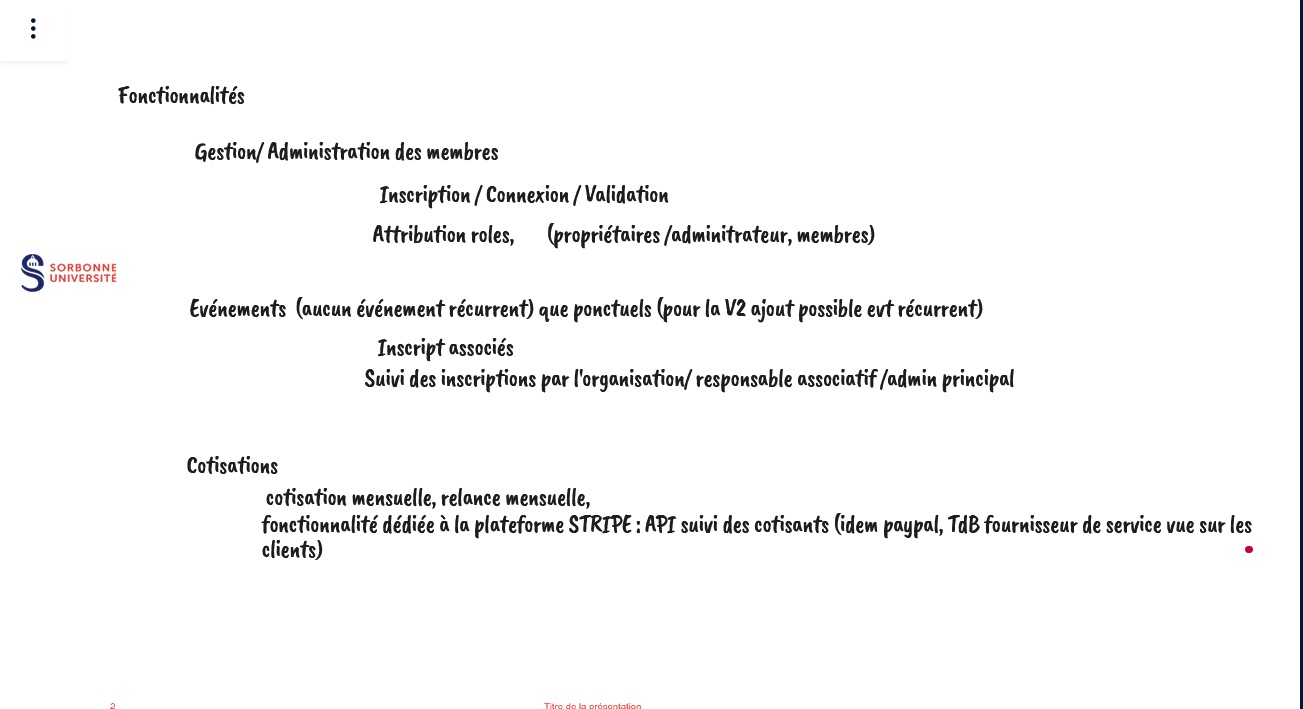 Fonctionnalités
Gestion/ Administration des membres
Inscription / Connexion / Validation
Attribution roles, (propriétaires /adminitrateur, membres)
SORBONNE
UNIVERSITÉ
Evénements (aucun événement récurrent) que ponctuels (pour la V2 ajout possible evt récurrent)
Inscript associés
Suivi des inscriptions par l'organisation/ responsable associatif /admin principal
Cotisations
cotisation mensuelle, relance mensuelle,
fonctionnalité dédiée à la plateforme STRIPE : API suivi des cotisants (idem paypal, TdB fournisseur de service vue sur les
clients)
2
Titre de la présentation